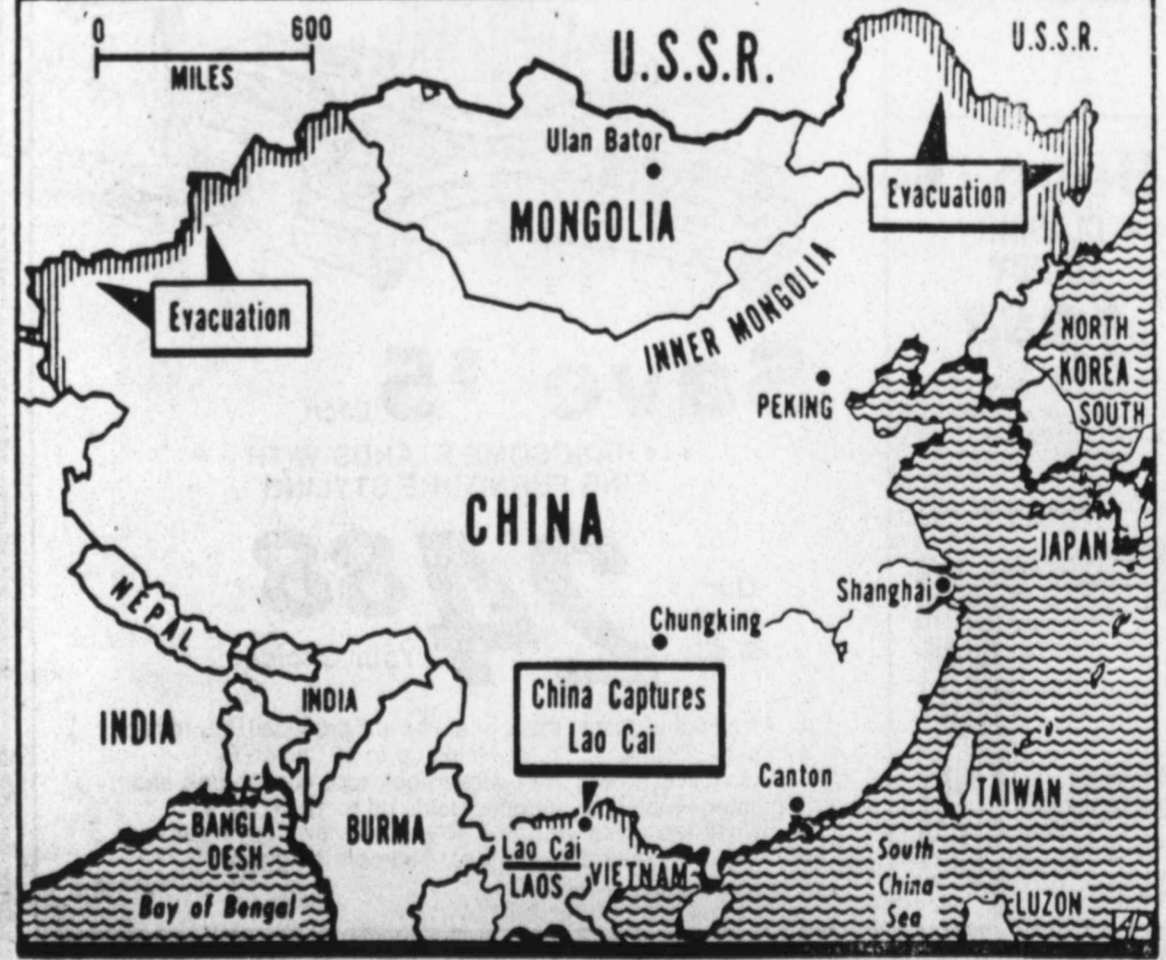 0 600
MILES
U.S.S.R.
U.S.S.R.
Ulan Bator
MONGOLIA
Evacuation
Evacuation
INNER MONGOLIA
PEKING
NORTH
KOREA
SOUTH
CHINA
JAPAN
NEPAL
Shanghai
Chungking
INDIA
INDIA
China Captures
Lao Cai
Canton
TAIWAN
BANGLA
DESH
BURMA
Lao Cai
LAOS
VIETNAM
South
China
Sea
Bay of Bengal
LUZON
AP